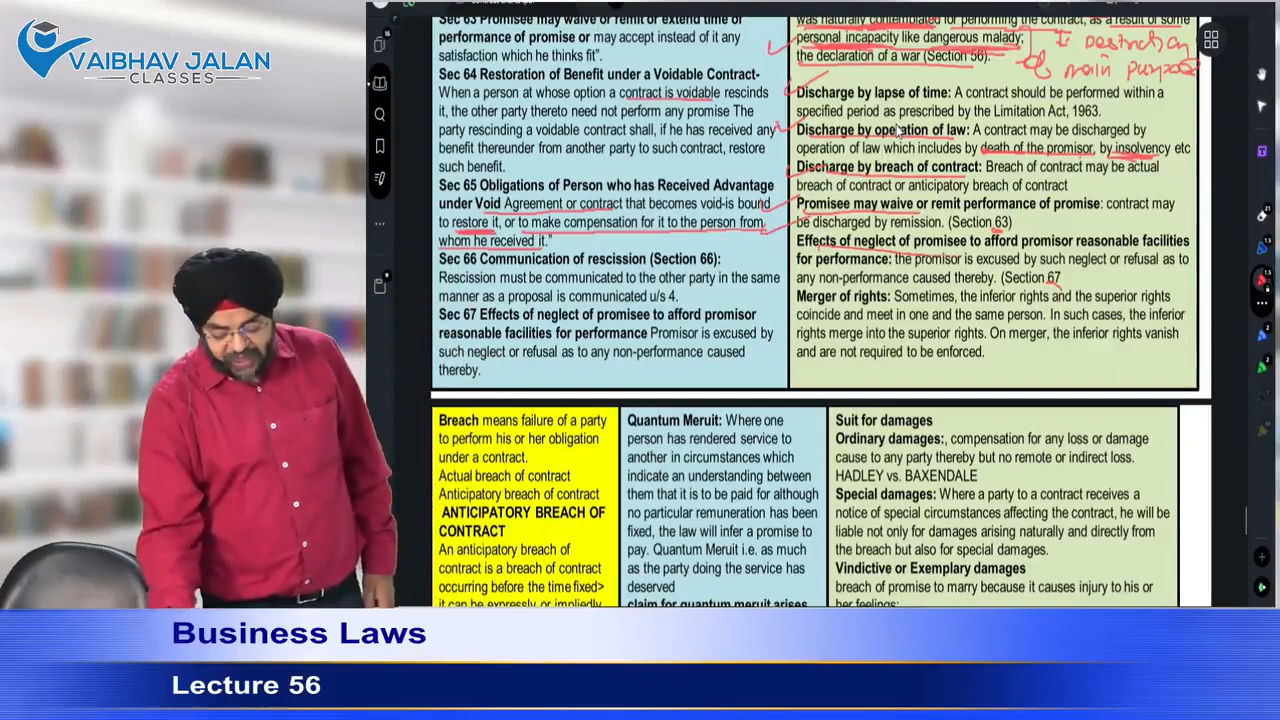 VAIBHAV JALAN
CLASSES
Sec 63 Promisee may waive or remit or extend time or
performance of promise or may accept instead of it any
satisfaction which he thinks fit”.
Sec 64 Restoration of Benefit under a Voidable Contract-
When a person at whose option a contract is voidable rescinds
it, the other party thereto need not perform any promise The
party rescinding a voidable contract shall, if he has received any
benefit thereunder from another party to such contract, restore
such benefit.
Sec 65 Obligations of Person who has Received Advantage
under Void Agreement or contract that becomes void-is bound
to restore it, or to make compensation for it to the person from
whom he received it.”
Sec 66 Communication of rescission (Section 66):
Rescission must be communicated to the other party in the same
manner as a proposal is communicated u/s 4.
Sec 67 Effects of neglect of promisee to afford promisor
reasonable facilities for performance Promisor is excused by
such neglect or refusal as to any non-performance caused
thereby.
was naturally contemplated for performing the contract, as a result of some
personal incapacity like dangerous malady;
the declaration of a war (Section 56).
main purpose
Discharge by lapse of time: A contract should be performed within a
specified period as prescribed by the Limitation Act, 1963.
Discharge by operation of law: A contract may be discharged by
operation of law which includes by death of the promisor, by insolvency etc
Discharge by breach of contract: Breach of contract may be actual
breach of contract or anticipatory breach of contract
Promisee may waive or remit performance of promise: contract may
be discharged by remission. (Section 63)
Effects of neglect of promisee to afford promisor reasonable facilities
for performance: the promisor is excused by such neglect or refusal as to
any non-performance caused thereby. (Section 67
Merger of rights: Sometimes, the inferior rights and the superior rights
coincide and meet in one and the same person. In such cases, the inferior
rights merge into the superior rights. On merger, the inferior rights vanish
and are not required to be enforced.
Breach means failure of a party
to perform his or her obligation
under a contract.
Actual breach of contract
Anticipatory breach of contract
ANTICIPATORY BREACH OF
CONTRACT
An anticipatory breach of
contract is a breach of contract
occurring before the time fixed>
it can be expressly or impliedly
Quantum Meruit: Where one
person has rendered service to
another in circumstances which
indicate an understanding between
them that it is to be paid for although
no particular remuneration has been
fixed, the law will infer a promise to
pay. Quantum Meruit i.e. as much
as the party doing the service has
deserved
claim for quantum meruit arises
Suit for damages
Ordinary damages:, compensation for any loss or damage
cause to any party thereby but no remote or indirect loss.
HADLEY vs. BAXENDALE
Special damages: Where a party to a contract receives a
notice of special circumstances affecting the contract, he will be
liable not only for damages arising naturally and directly from
the breach but also for special damages.
Vindictive or Exemplary damages
breach of promise to marry because it causes injury to his or
her feelings;
Business Laws
Lecture 56